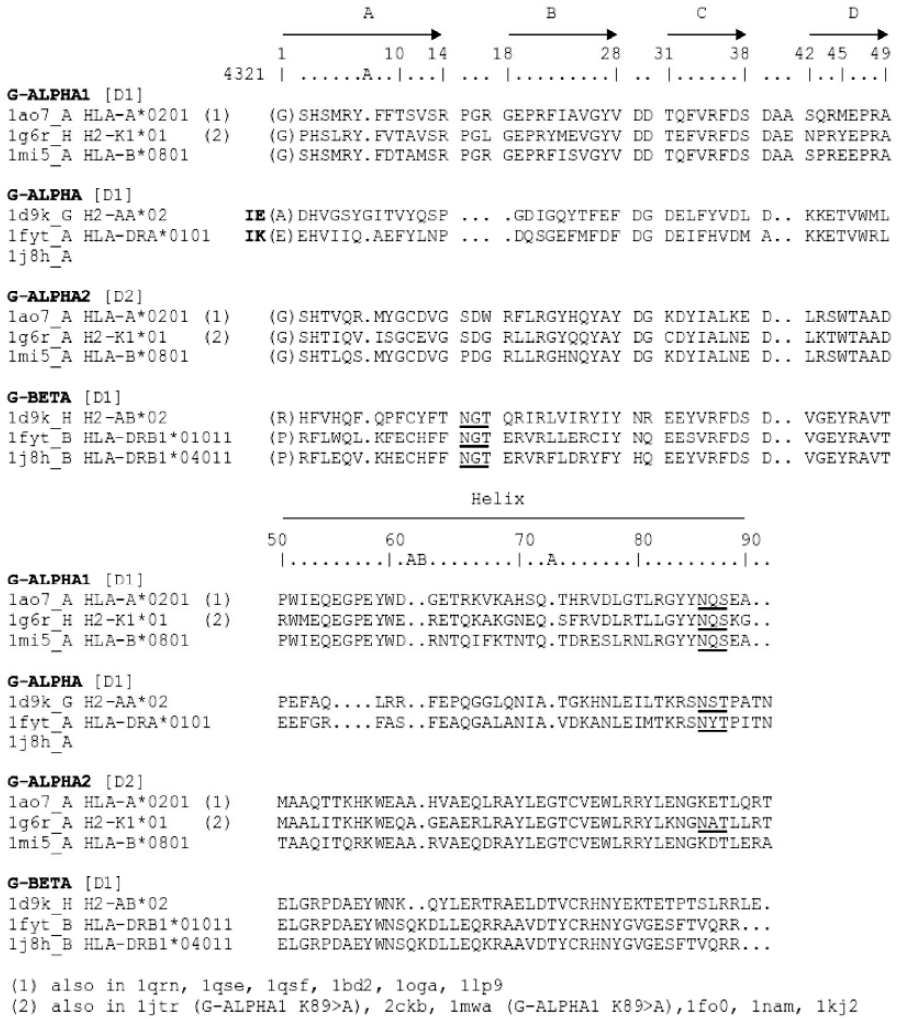 A B C D
1 10 14 18 28 31 38 42 45 49
4321 |.......A..|...| |.........| .. |......| ... |..|...|
G-ALPHA1 [D1]
1ao7_A HLA-A*0201 (1) (G)SHSMRY.FFTSVSR PGR GEPRFIAVGYV DD TQFVRFDS DAA SQRMEPRA
1g6r_H H2-K1*01 (2) (G)PHSLRY.FVTAVSR PGL GEPRYMEVGYV DD TEFVRFDS DAE NPRYEPRA
1mi5_A HLA-B*0801 (G)SHSMRY.FDTAMSR PGR GEPRFISVGYV DD TQFVRFDS DAA SPREEPRA
G-ALPHA [D1]
1d9k_G H2-AA*02 IE(A)DHVGSYGITVYQSP ... .GDIGQYTFEF DG DELFYVDL D.. KKETVWML
1fyt_A HLA-DRA*0101 IK(E)EHVIIQ.AEFYLNP ... .DQSGEFMFDF DG DEIFHVDM A.. KKETVWRL
1j8h_A
G-ALPHA2 [D2]
1ao7_A HLA-A*0201 (1) (G)SHTVQR.MYGCDVG SDW RFLRGYHQYAY DG KDYIALKE D.. LRSWTAAD
1g6r_A H2-K1*01 (2) (G)SHTIQV.ISGCEVG SDG RLLRGYQQYAY DG CDYIALNE D.. LKTWTAAD
1mi5_A HLA-B*0801 (G)SHTLQS.MYGCDVG PDG RLLRGHNQYAY DG KDYIALNE D.. LRSWTAAD
G-BETA [D1]
1d9k_H H2-AB*02 (R)HFVHQF.QPFCYFT NGT QRIRLVIRYIY NR EEYVRFDS D.. VGEYRAVT
1fyt_B HLA-DRB1*01011 (P)RFLWQL.KFECHFF NGT ERVRLLERCIY NQ EESVRFDS D.. VGEYRAVT
1j8h_B HLA-DRB1*04011 (P)RFLEQV.KHECHFF NGT ERVRFLDRYFY HQ EEYVRFDS D.. VGEYRAVT
Helix
50 60 70 80 90
|.........|.AB........|..A.......|.........|..
G-ALPHA1 [D1]
1ao7_A HLA-A*0201 (1) PWIEQEGPEYWD..GETRKVKAHSQ.THRVDLGTLRGYYNQSEA..
1g6r_H H2-K1*01 (2) RWMEQEGPEYWE..RETQKAKGNEQ.SFRVDLRTLLGYYNQSKG..
1mi5_A HLA-B*0801 PWIEQEGPEYWD..RNTQIFKTNTQ.TDRESLRNLRGYYNQSEA..
G-ALPHA [D1]
1d9k_G H2-AA*02 PEFAQ....LRR..FEPQGGLQNIA.TGKHNLEILTKRSNSTPATN
1fyt_A HLA-DRA*0101 EEFGR....FAS..FEAQGALANIA.VDKANLEIMTKRSNYTPITN
1j8h_A
G-ALPHA2 [D2]
1ao7_A HLA-A*0201 (1) MAAQTTKHKWEAA.HVAEQLRAYLEGTCVEWLRRYLENGKETLQRT
1g6r_A H2-K1*01 (2) MAALITKHKWEQA.GEAERLRAYLEGTCVEWLRRYLKNGNATLLRT
1mi5_A HLA-B*0801 TAAQITQRKWEAA.RVAEQDRAYLEGTCVEWLRRYLENGKDTLERA
G-BETA [D1]
1d9k_H H2-AB*02 ELGRPDAEYWNK..QYLERTRAELDTVCRHNYEKTETPTSLRRLE.
1fyt_B HLA-DRB1*01011 ELGRPDAEYWNSQKDLLEQRRAAVDTYCRHNYGVGESFTVQRR...
1j8h_B HLA-DRB1*04011 ELGRPDAEYWNSQKDLLEQRRAAVDTYCRHNYGVGESFTVQRR...
(1) also in 1qrn, 1qse, 1qsf, 1bd2, 1oga, 1lp9
(2) also in 1jtr (G-ALPHA1 K89>A), 2ckb, 1mwa (G-ALPHA1 K89>A),1fo0, 1nam, 1kj2